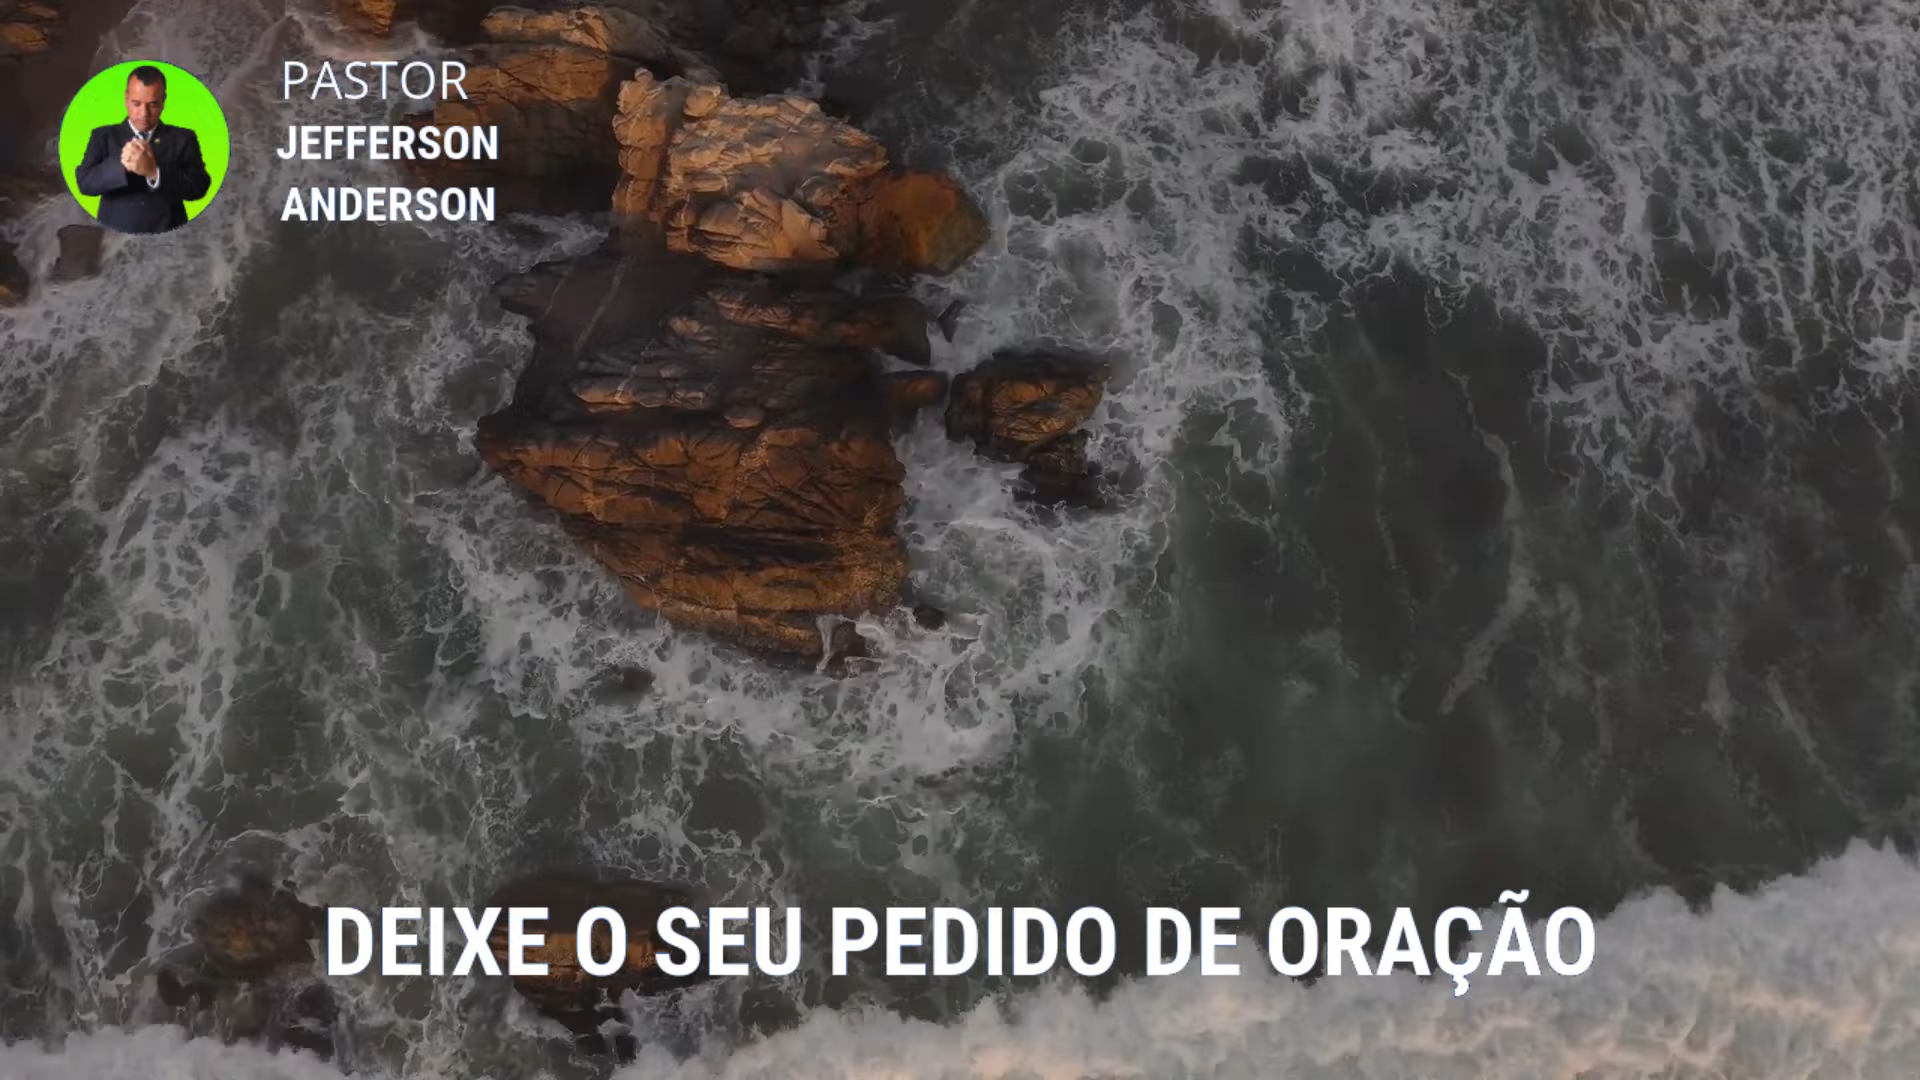 PASTOR
JEFFERSON
ANDERSON
DEIXE O SEU PEDIDO DE ORAÇÃO